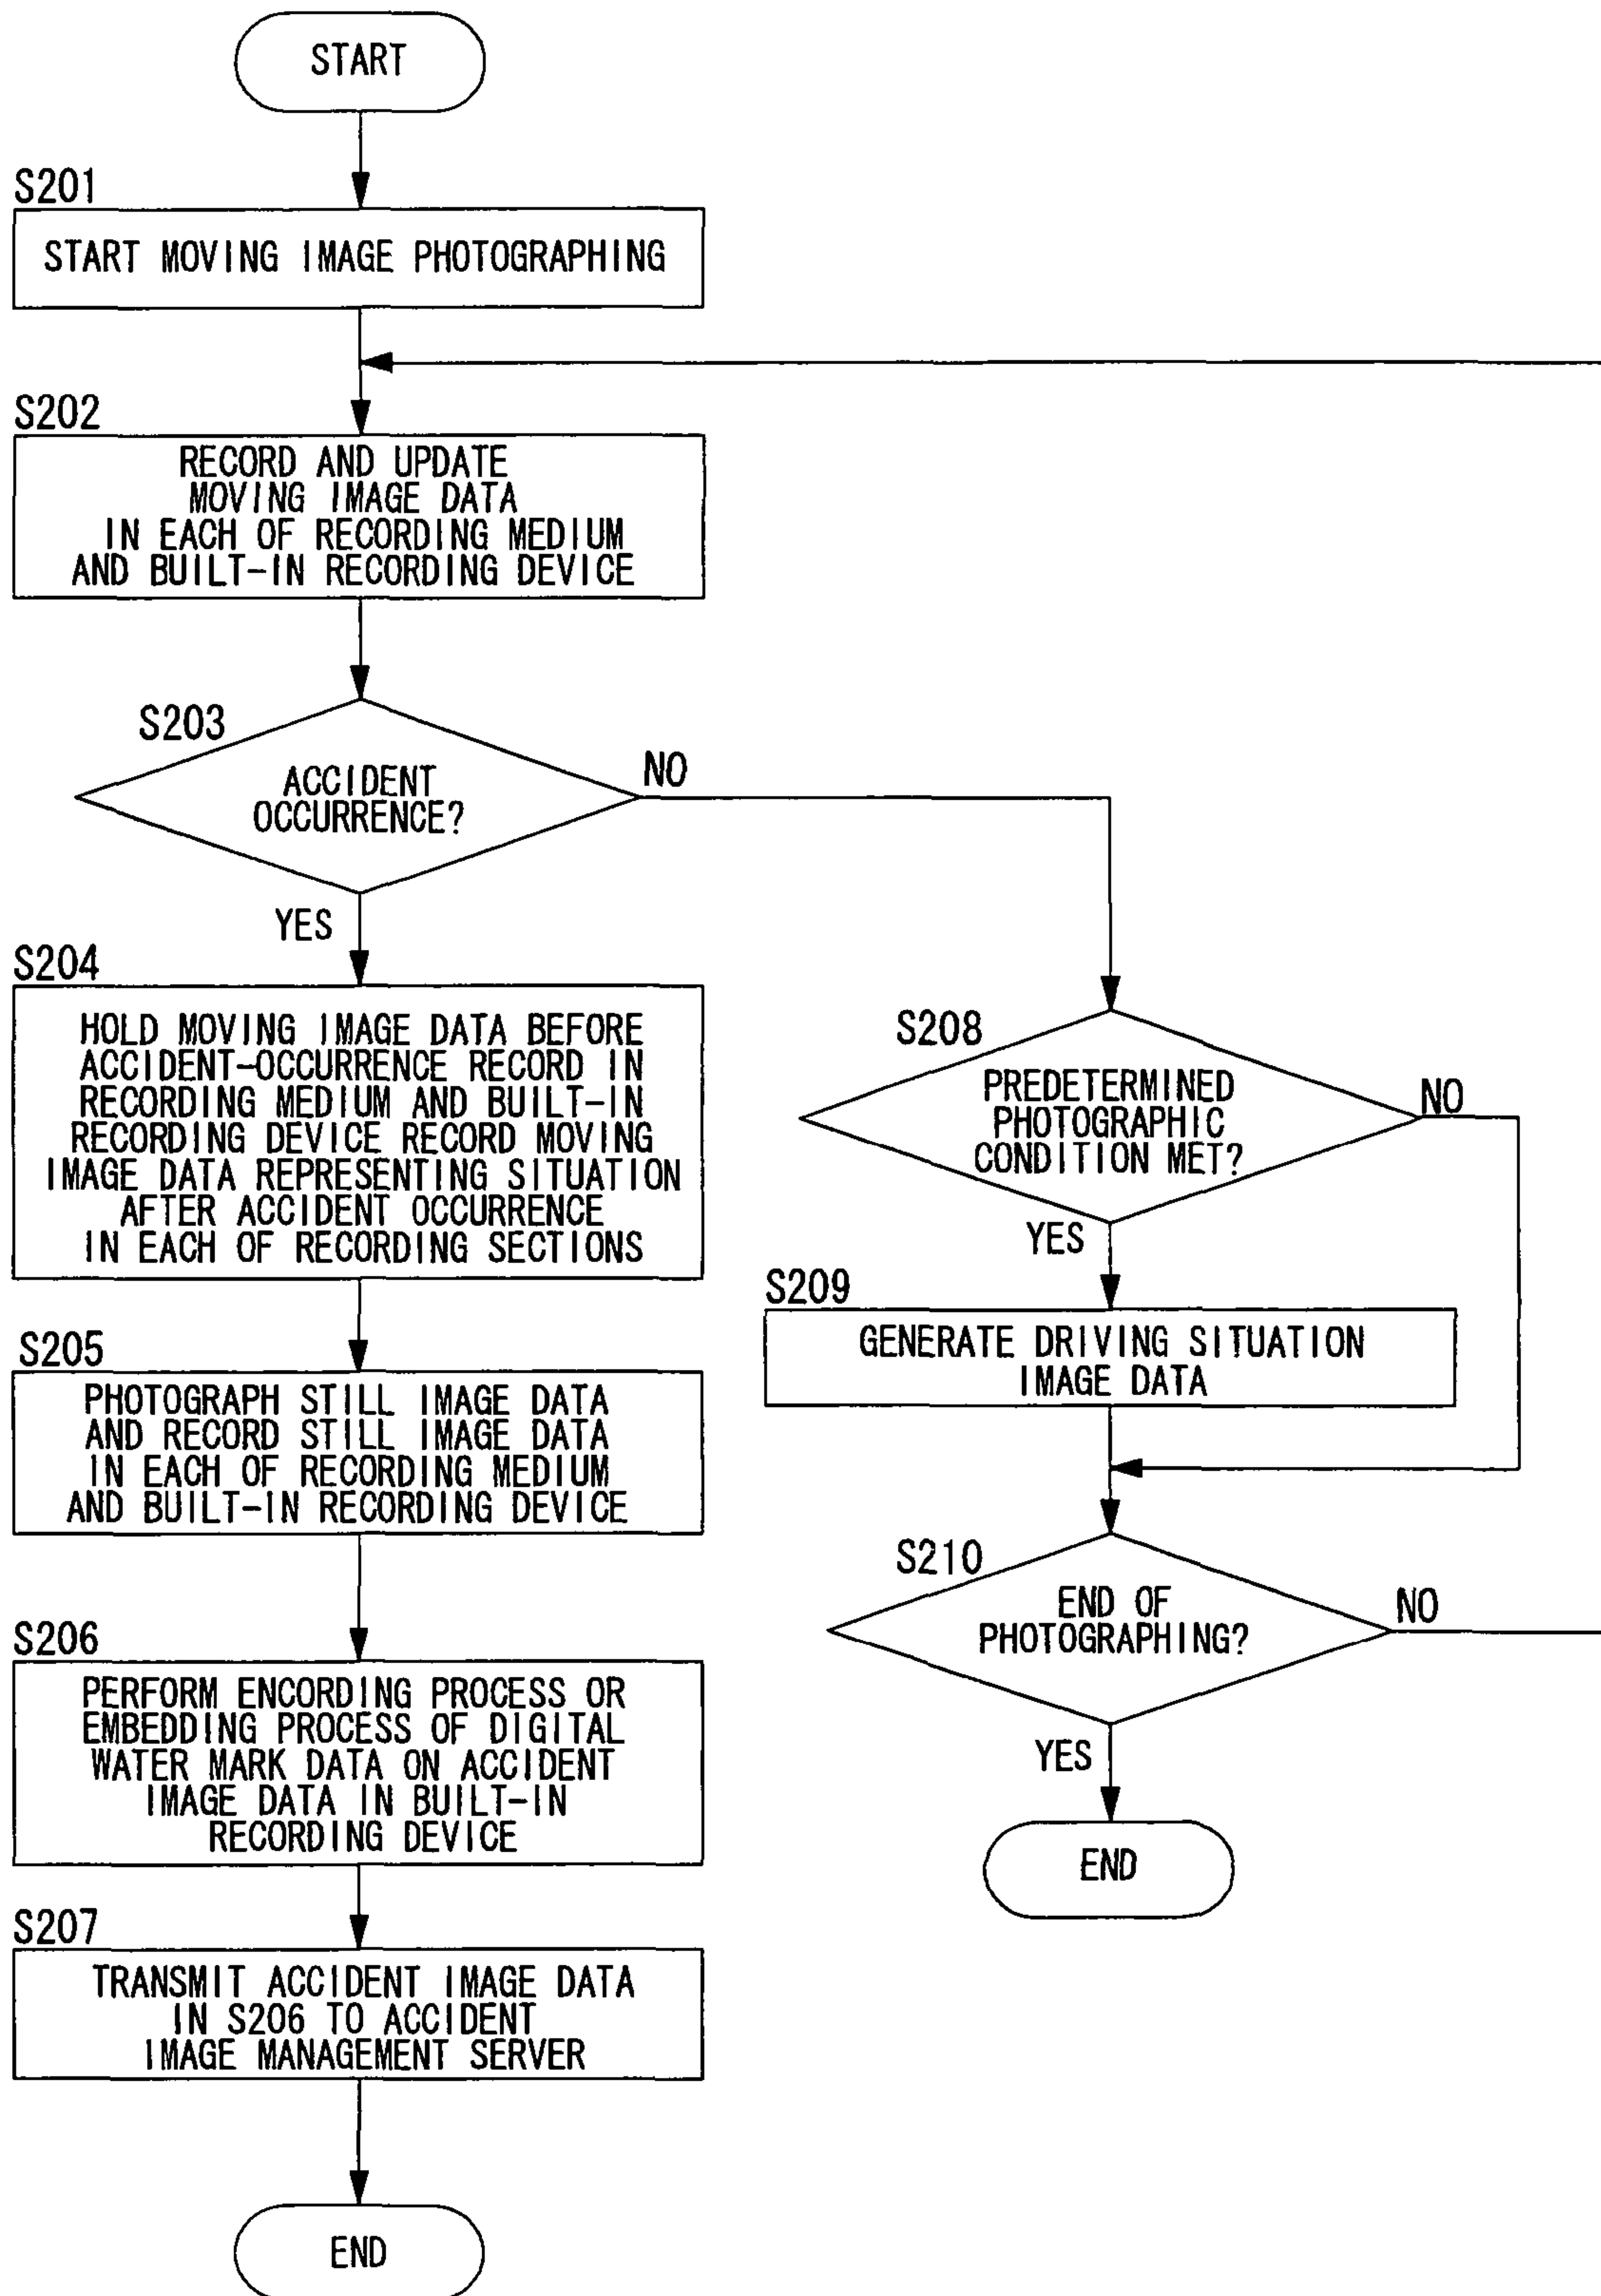 START
S201
START MOVING IMAGE PHOTOGRAPHING
S202
RECORD AND UPDATE
MOVING IMAGE DATA
IN EACH OF RECORDING MEDIUM
AND BUILT-IN RECORDING DEVICE
S203
ACCIDENT
OCCURRENCE?
NO
YES
S204
HOLD MOVING IMAGE DATA BEFORE
ACCIDENT-OCCURRENCE RECORD IN
RECORDING MEDIUM AND BUILT-IN
RECORDING DEVICE RECORD MOVING
IMAGE DATA REPRESENTING SITUATION
AFTER ACCIDENT OCCURRENCE
IN EACH OF RECORDING SECTIONS
S205
PHOTOGRAPH STILL IMAGE DATA
AND RECORD STILL IMAGE DATA
IN EACH OF RECORDING MEDIUM
AND BUILT-IN RECORDING DEVICE
S206
PERFORM ENCORDING PROCESS OR
EMBEDDING PROCESS OF DIGITAL
WATER MARK DATA ON ACCIDENT
IMAGE DATA IN BUILT-IN
RECORDING DEVICE
S207
TRANSMIT ACCIDENT IMAGE DATA
IN S206 TO ACCIDENT
IMAGE MANAGEMENT SERVER
END
S208
PREDETERMINED
PHOTOGRAPHIC
CONDITION MET?
NO
YES
S209
GENERATE DRIVING SITUATION
IMAGE DATA
S210
END OF
PHOTOGRAPHING?
NO
YES
END